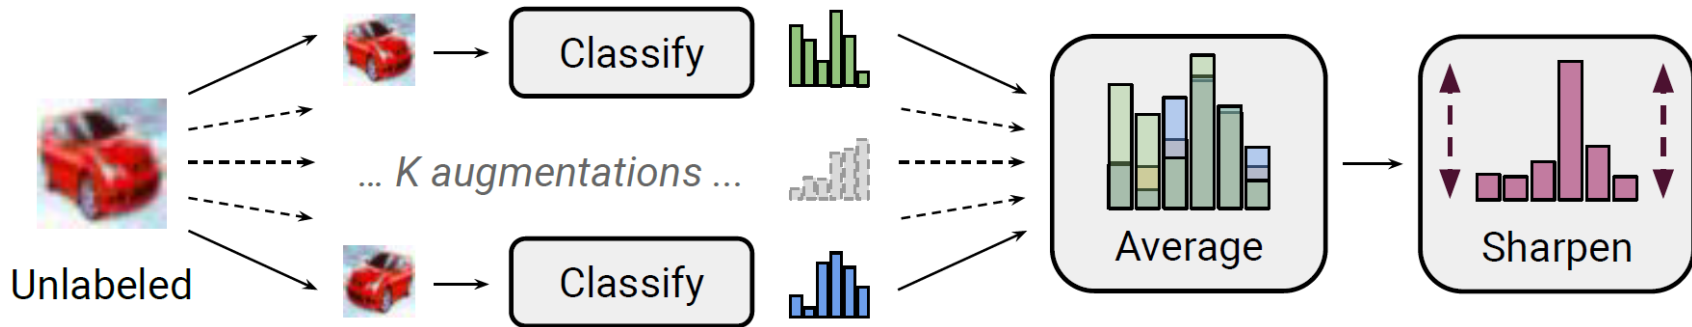 Unlabeled
Classify
... K augmentations ...
Classify
Average
Sharpen